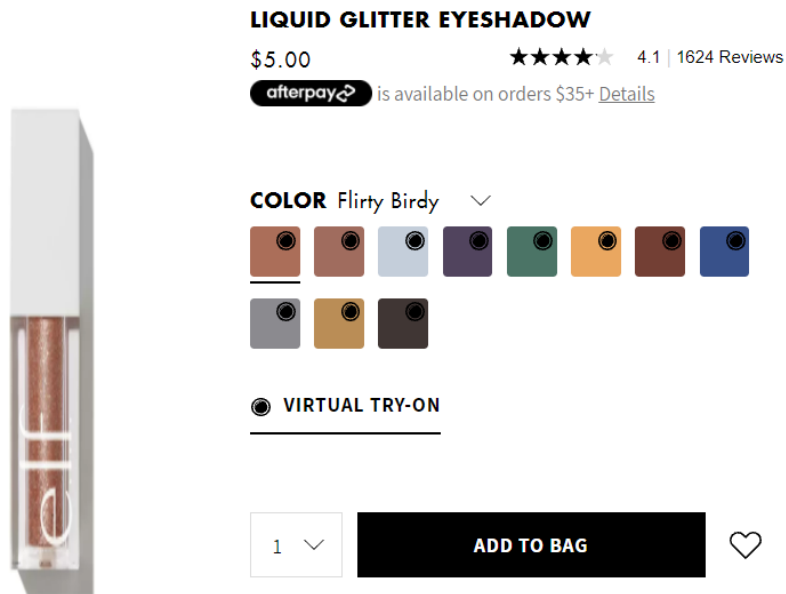 LIQUID GLITTER EYESHADOW
$5.00
4.1 | 1624 Reviews
afterpay is available on orders $35+ Details
COLOR Flirty Birdy
VIRTUAL TRY-ON
1
ADD TO BAG
e.l.f.